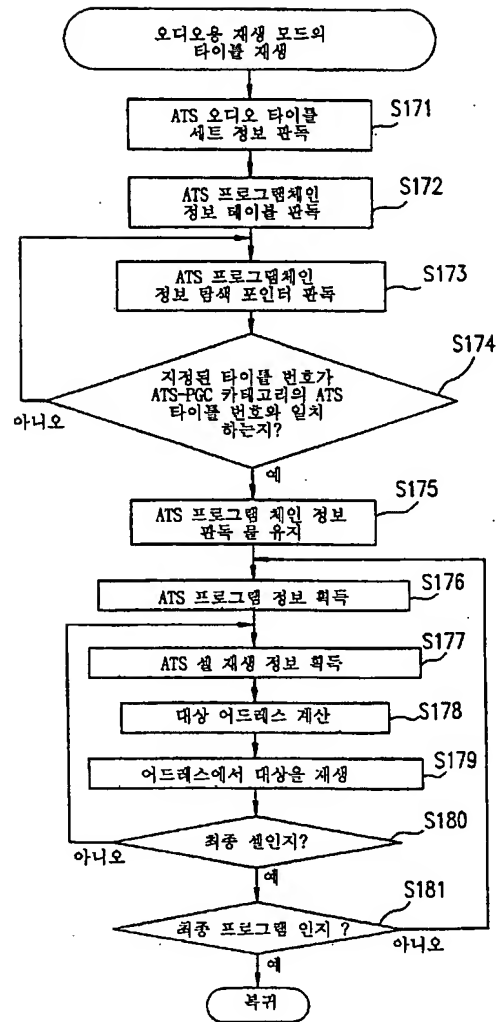 오디오용 재생 모드의
타이틀 재생
S171
ATS 오디오 타이틀
세트 정보 판독
S172
ATS 프로그램체인
정보 테이블 판독
S173
ATS 프로그램체인
정보 탐색 포인터 판독
S174
지정된 타이틀 번호가
ATS-PGC 카테고리의 ATS
타이틀 번호와 일치
하는지?
아니오
예
S175
ATS 프로그램 체인 정보
판독 및 유지
S176
ATS 프로그램 정보 획득
S177
ATS 셀 재생 정보 획득
S178
대상 어드레스 계산
S179
어드레스에서 대상을 재생
S180
최종 셀인지?
아니오
예
S181
최종 프로그램 인지 ?
아니오
예
복귀